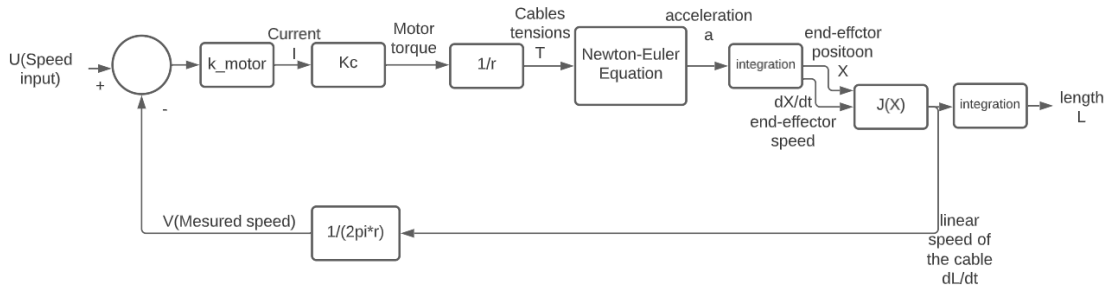 U(Speed
input)
+
-
k_motor
Current
I
Kc
Motor
torque
1/r
Cables
tensions
T
Newton-Euler
Equation
acceleration
a
integration
end-effctor
positoon
X
dX/dt
end-effector
speed
J(X)
integration
length
L
V(Mesured speed)
1/(2pi*r)
linear
speed of
the cable
dL/dt